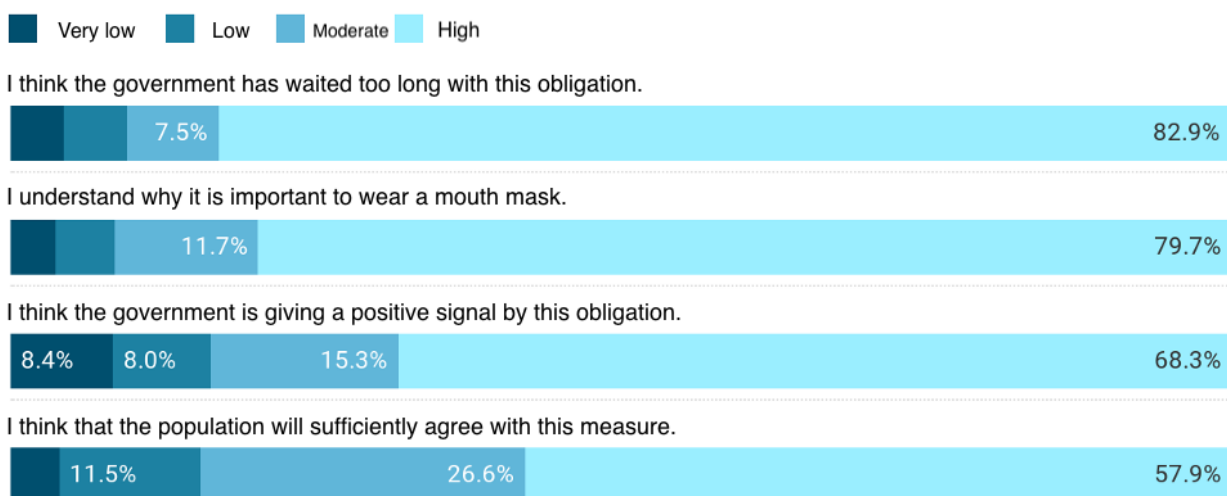 Very low Low Moderate High
I think the government has waited too long with this obligation.
7.5% 82.9%
I understand why it is important to wear a mouth mask.
11.7% 79.7%
I think the government is giving a positive signal by this obligation.
8.4% 8.0% 15.3% 68.3%
I think that the population will sufficiently agree with this measure.
11.5% 26.6% 57.9%